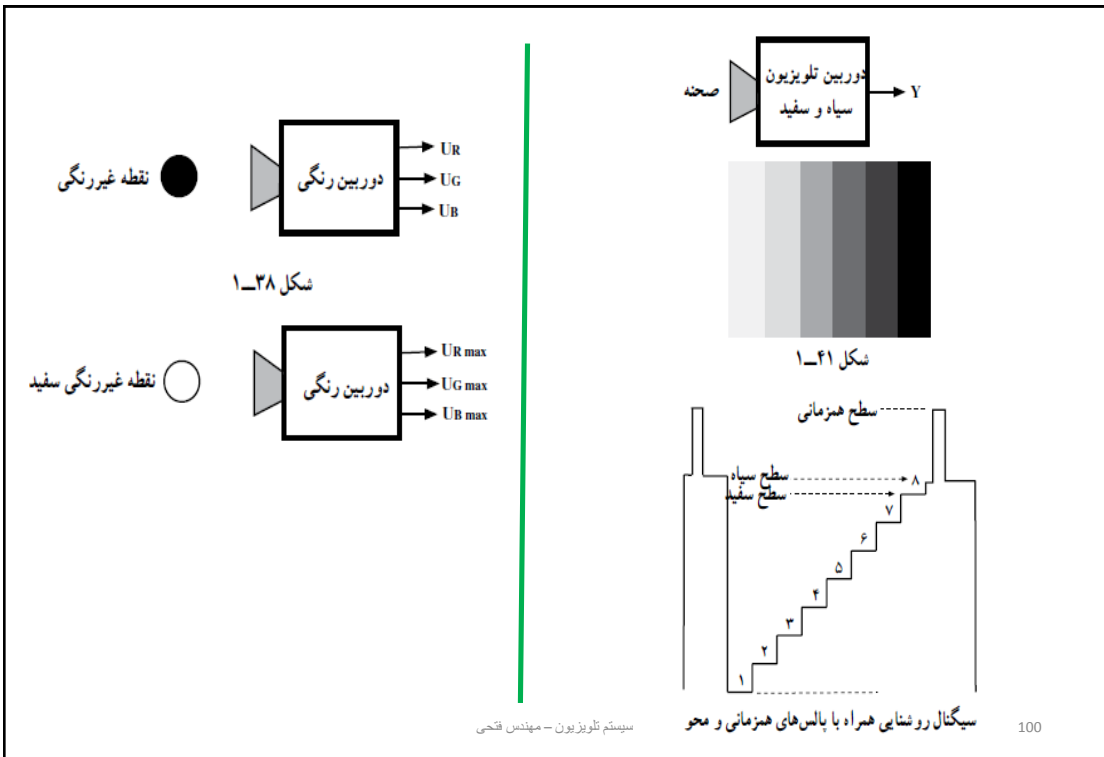 صحنه
دوربین تلویزیون
سیاه و سفید
Y
شکل ۴۱ــ۱
سطح همزمانی
سطح سیاه
سطح سفید
۱
۲
۳
۴
۵
۶
۷
۸
سیگنال روشنایی همراه با پالس‌های همزمانی و محو
نقطه غیررنگی
دوربین رنگی
UR
UG
UB
شکل ۳۸ــ۱
نقطه غیررنگی سفید
دوربین رنگی
UR max
UG max
UB max
سیستم تلویزیون – مهندس فتحی
100